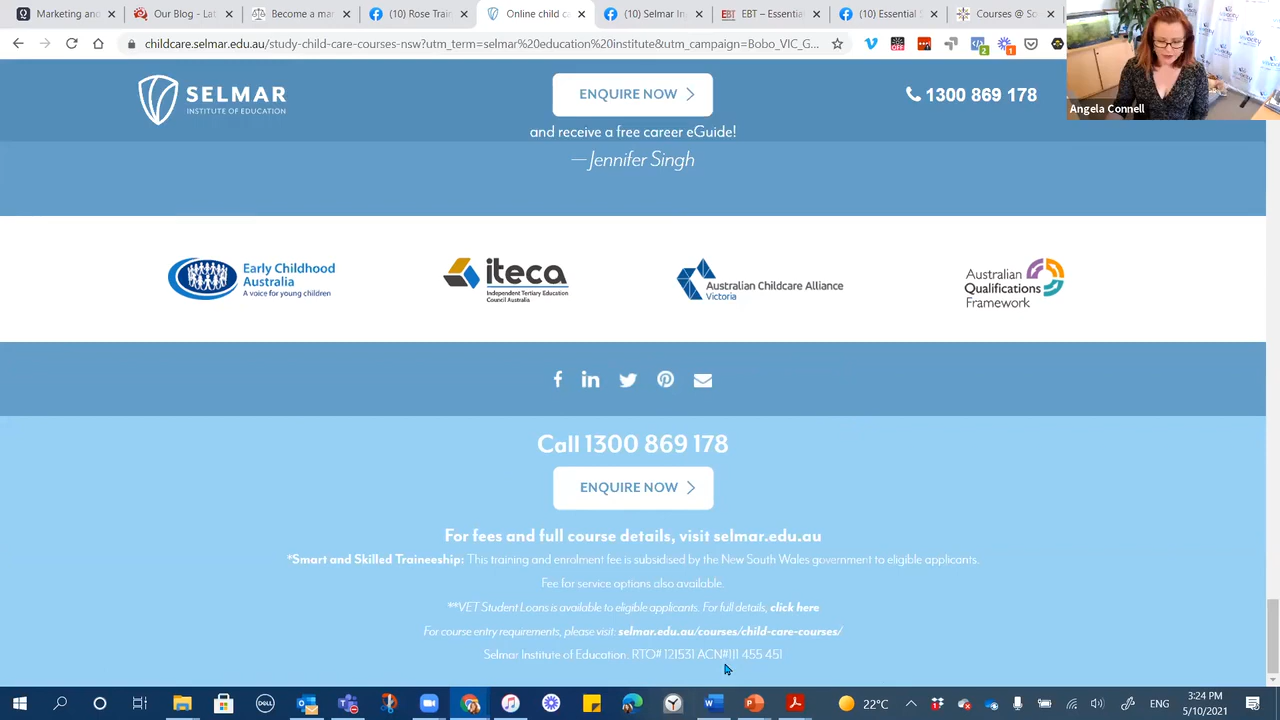 Marketing and
Our Blog - Lat
Become a mar
(10) Rose Train
Online child ca
(10) Selmar In
EBT – Essentia
(10) Essential S
Courses @ So
childcare.selmar.edu.au/study-child-care-courses-nsw?utm_term=selmar%20education%20institute&utm_campaign=Bobo_VIC_G...
SELMAR
INSTITUTE OF EDUCATION
ENQUIRE NOW
1300 869 178
Angela Connell
and receive a free career eGuide!
— Jennifer Singh
Early Childhood
Australia
A voice for young children
iteca
Independent Tertiary Education
Council Australia
Australian Childcare Alliance
Victoria
Australian
Qualifications
Framework
Call 1300 869 178
ENQUIRE NOW
For fees and full course details, visit selmar.edu.au
*Smart and Skilled Traineeship: This training and enrolment fee is subsidised by the New South Wales government to eligible applicants.
Fee for service options also available.
**VET Student Loans is available to eligible applicants. For full details, click here
For course entry requirements, please visit: selmar.edu.au/courses/child-care-courses/
Selmar Institute of Education. RTO# 121531 ACN#111 455 451
22°C
ENG
3:24 PM
5/10/2021